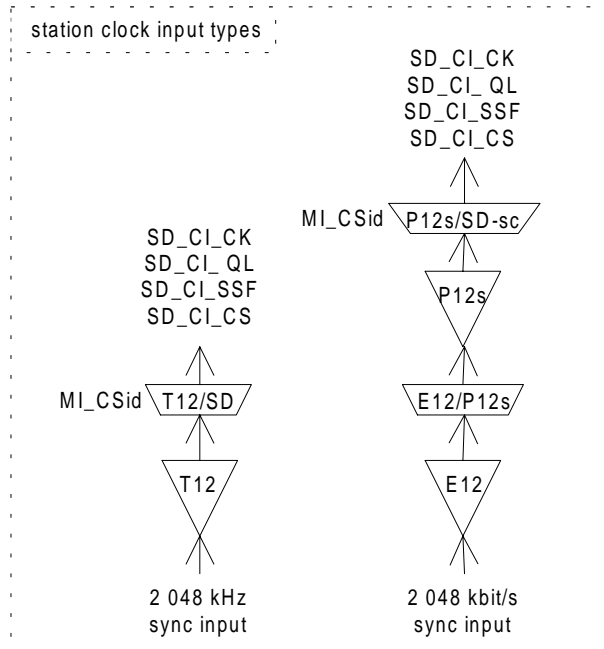 station clock input types
SD_CI_CK
SD_CI_ QL
SD_CI_SSF
SD_CI_CS
MI_CSid
T12/SD
T12
2 048 kHz
sync input
SD_CI_CK
SD_CI_ QL
SD_CI_SSF
SD_CI_CS
MI_CSid
P12s/SD-sc
P12s
E12/P12s
E12
2 048 kbit/s
sync input